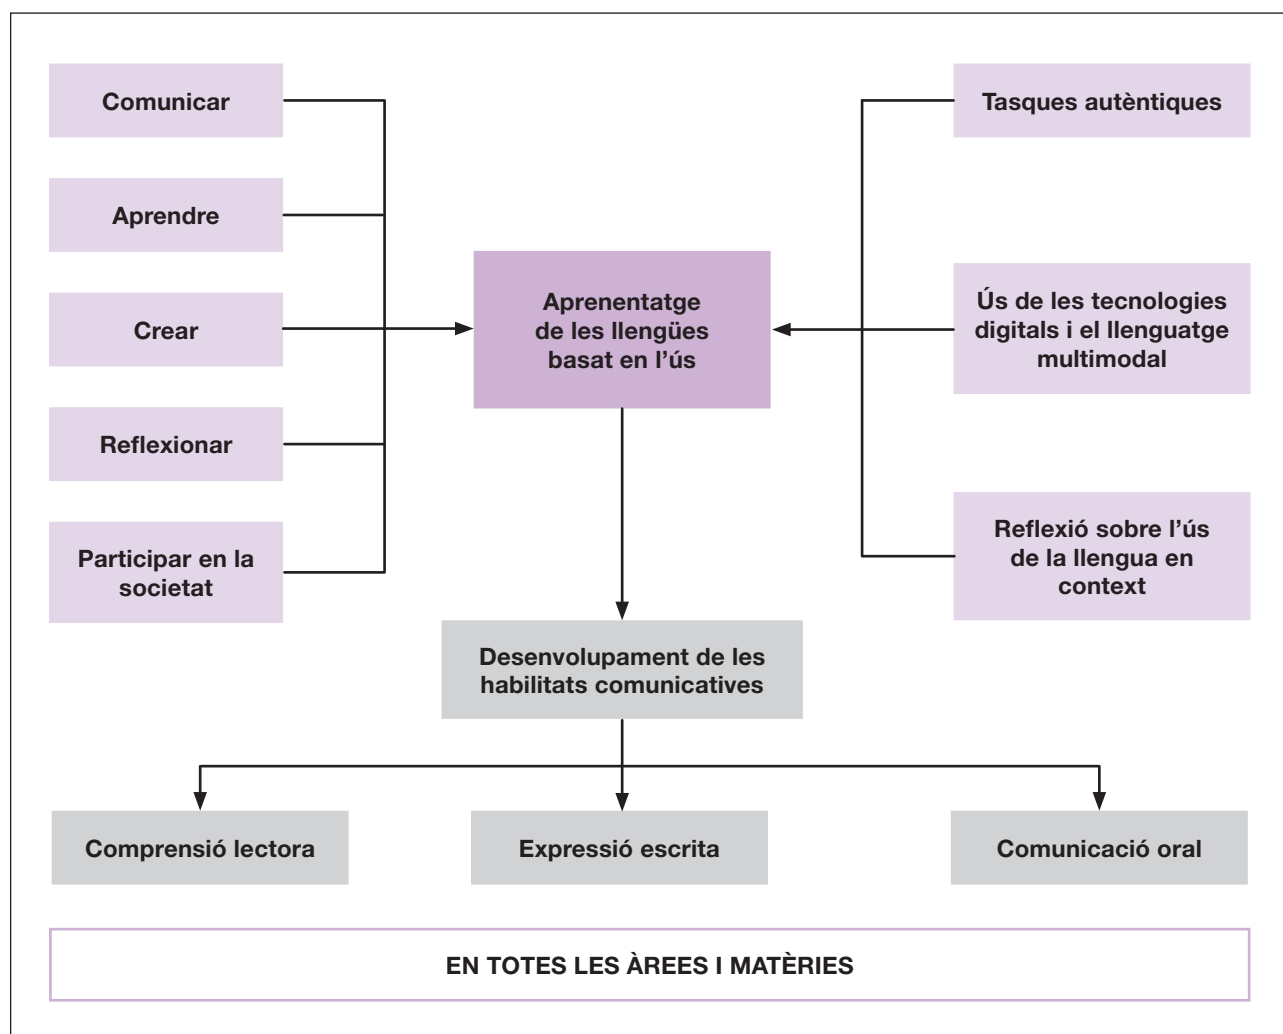 Comunicar
Aprendre
Crear
Reflexionar
Participar en la
societat
Aprenentatge
de les llengües
basat en l’ús
Tasques autèntiques
Ús de les tecnologies
digitals i el llenguatge
multimodal
Reflexió sobre l’ús
de la llengua en
context
Desenvolupament de les
habilitats comunicatives
Comprensió lectora
Expressió escrita
Comunicació oral
EN TOTES LES ÀREES I MATÈRIES